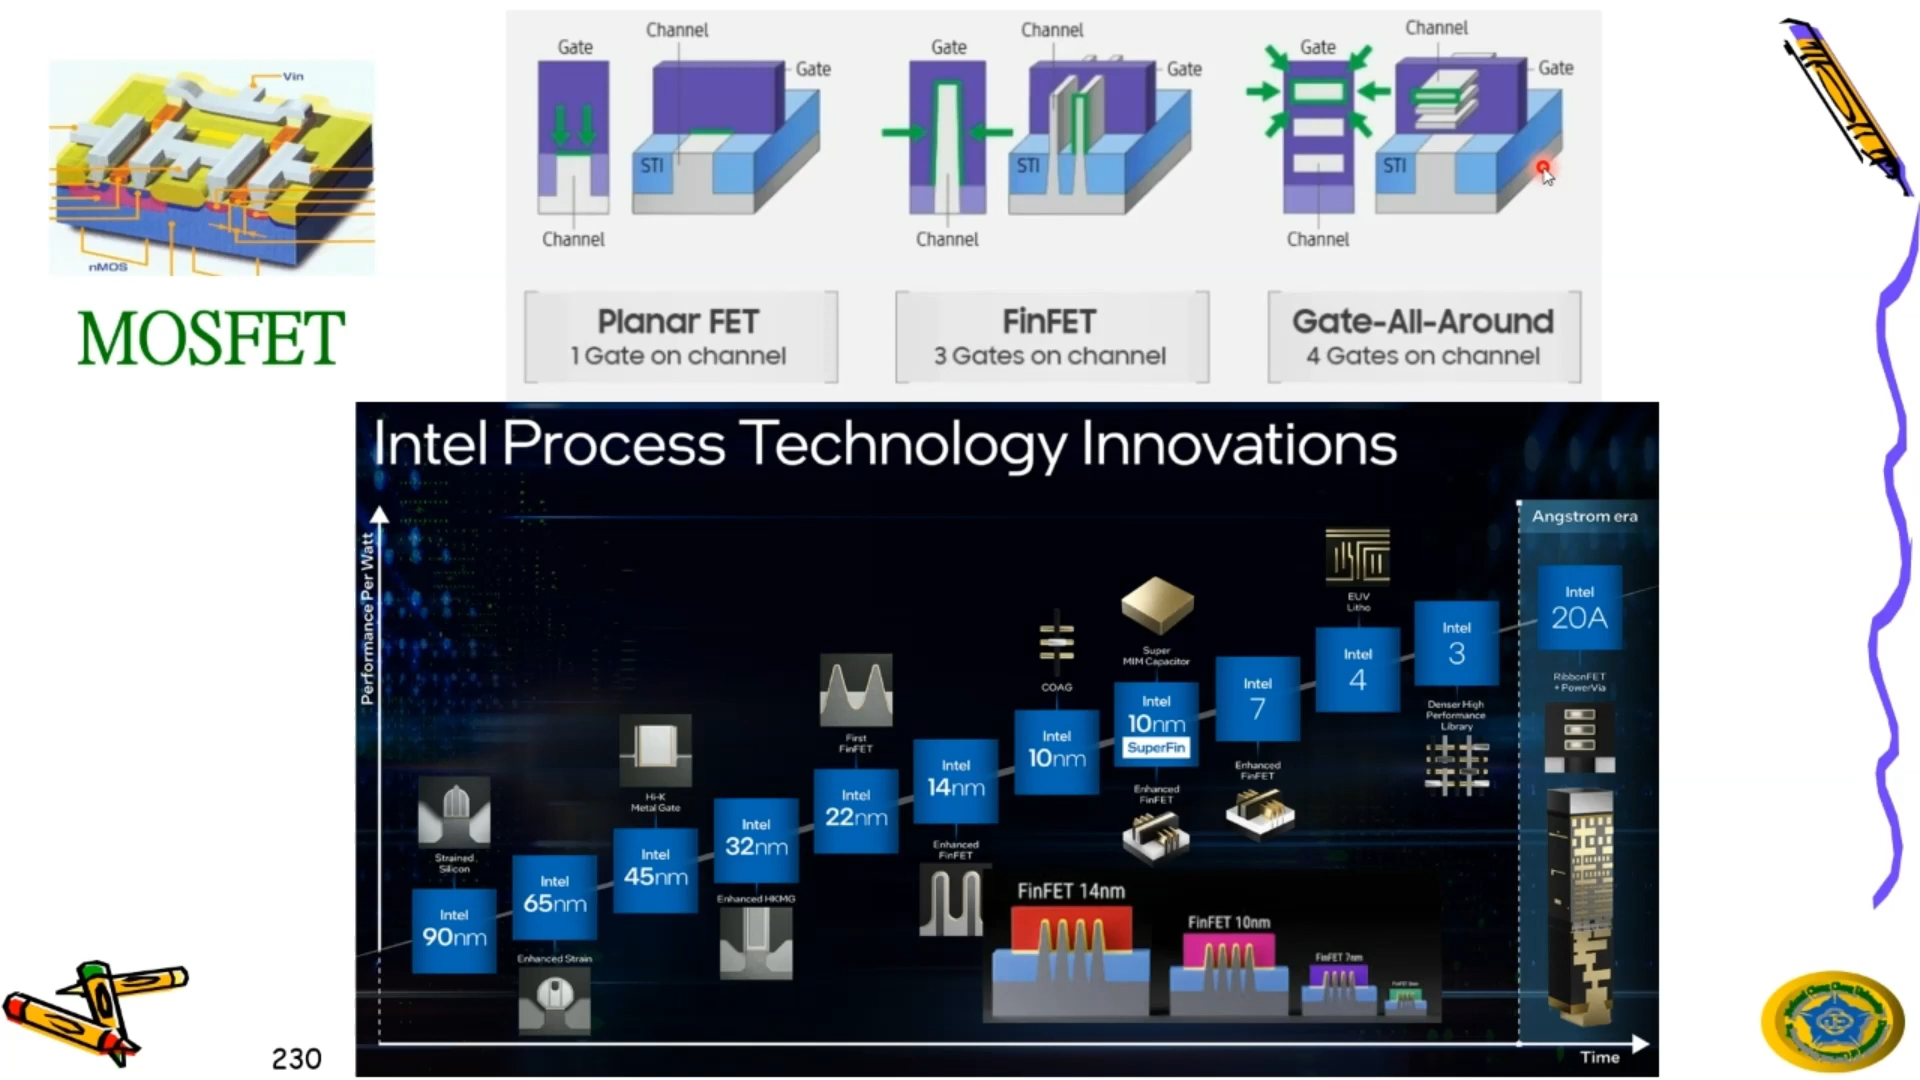 Vin
nMOS
MOSFET
Gate
Channel
Gate
STI
Channel
Gate
Channel
Gate
STI
Channel
Gate
Channel
Gate
STI
Channel
Planar FET
1 Gate on channel
FinFET
3 Gates on channel
Gate-All-Around
4 Gates on channel
Intel Process Technology Innovations
Performance Per Watt
Angstrom era
Strained
Silicon
Intel
90nm
Intel
65nm
Enhanced Strain
Hi-K
Metal Gate
Intel
45nm
Intel
32nm
Enhanced HKMG
First
FinFET
Intel
22nm
Intel
14nm
Enhanced
FinFET
COAG
Intel
10nm
Super
MIM Capacitor
Intel
10nm
SuperFin
Enhanced
FinFET
Intel
7
Enhanced
FinFET
EUV
Litho
Intel
4
Intel
3
Denser High
Performance
Library
Intel
20A
RibbonFET
+ PowerVia
FinFET 14nm
FinFET 10nm
FinFET 7nm
Time
230